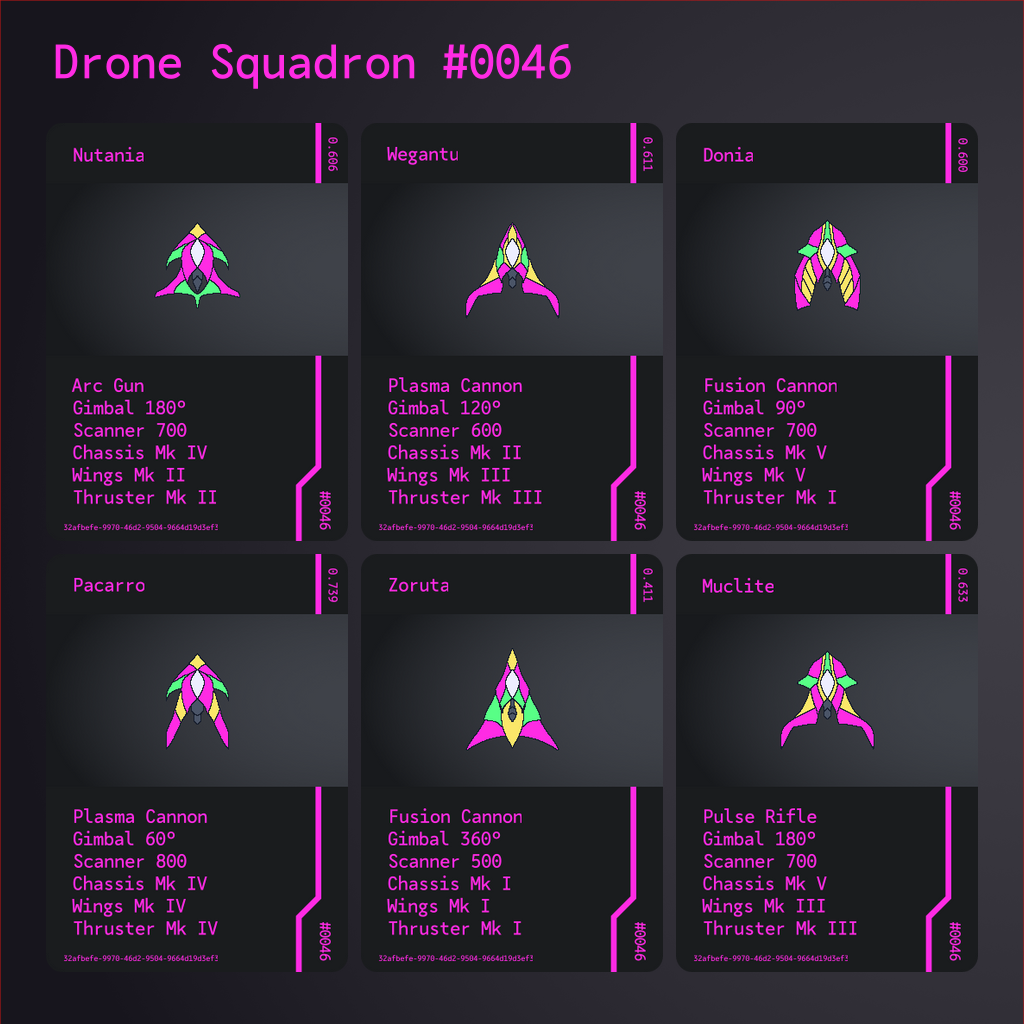 Drone Squadron #0046
Nutania
0.606
Arc Gun
Gimbal 180º
Scanner 700
Chassis Mk IV
Wings Mk II
Thruster Mk II
#0046
32afbefe-9970-46d2-9504-9664d19d3ef3
Wegantu
0.611
Plasma Cannon
Gimbal 120º
Scanner 600
Chassis Mk II
Wings Mk III
Thruster Mk III
#0046
32afbefe-9970-46d2-9504-9664d19d3ef3
Donia
0.600
Fusion Cannon
Gimbal 90º
Scanner 700
Chassis Mk V
Wings Mk V
Thruster Mk I
#0046
32afbefe-9970-46d2-9504-9664d19d3ef3
Pacarro
0.739
Plasma Cannon
Gimbal 60º
Scanner 800
Chassis Mk IV
Wings Mk IV
Thruster Mk IV
#0046
32afbefe-9970-46d2-9504-9664d19d3ef3
Zoruta
0.411
Fusion Cannon
Gimbal 360º
Scanner 500
Chassis Mk I
Wings Mk I
Thruster Mk I
#0046
32afbefe-9970-46d2-9504-9664d19d3ef3
Muclite
0.633
Pulse Rifle
Gimbal 180º
Scanner 700
Chassis Mk V
Wings Mk III
Thruster Mk III
#0046
32afbefe-9970-46d2-9504-9664d19d3ef3